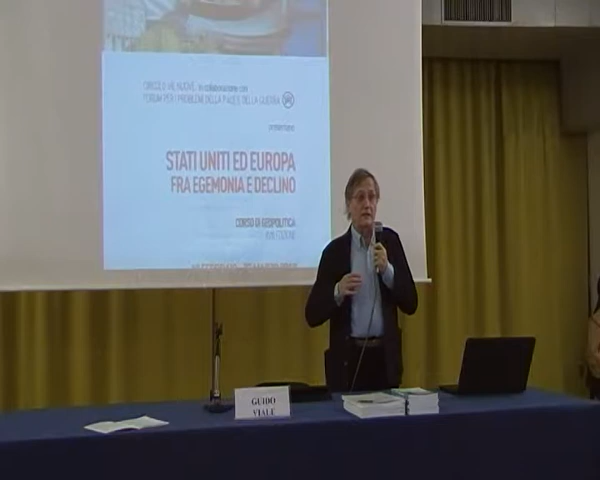 CIRCOLO VIE NUOVE, in collaborazione con
FORUM PER I PROBLEMI DELLA PACE E DELLA GUERRA
presentano
STATI UNITI ED EUROPA
FRA EGEMONIA E DECLINO
CORSO DI GEOPOLITICA
EDIZIONE
GUIDO
VIALE